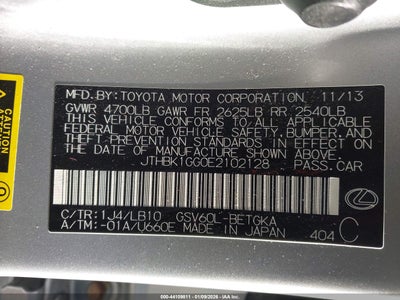 MFD.BY:TOYOTA MOTOR CORPORATION 11/13
GVWR 4700LB GAWR FR 2625LB RR 2540LB
THIS VEHICLE CONFORMS TO ALL APPLICABLE
FEDERAL MOTOR VEHICLE SAFETY, BUMPER, AND
THEFT PREVENTION STANDARDS IN EFFECT ON
THE DATE OF MANUFACTURE SHOWN ABOVE.
JTHBK1GG0E2102128 PASS.CAR
C/TR:1J4/LB10 GSV60L-BETGKA
A/TM:-01A/U660E MADE IN JAPAN 404 C
CAUTION
000-44109811 - 01/09/2026 - IAAI.COM